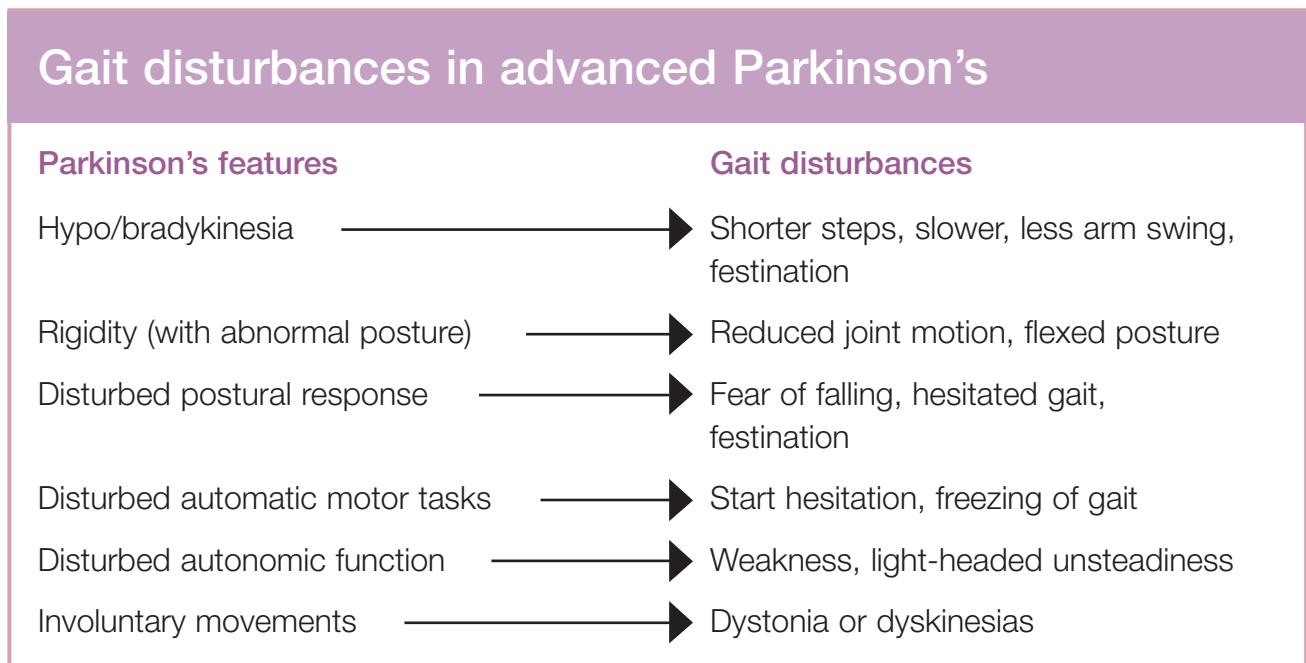 Gait disturbances in advanced Parkinson’s
Parkinson’s features
Gait disturbances
Hypo/bradykinesia
Shorter steps, slower, less arm swing,
festination
Rigidity (with abnormal posture)
Reduced joint motion, flexed posture
Disturbed postural response
Fear of falling, hesitated gait,
festination
Disturbed automatic motor tasks
Start hesitation, freezing of gait
Disturbed autonomic function
Weakness, light-headed unsteadiness
Involuntary movements
Dystonia or dyskinesias